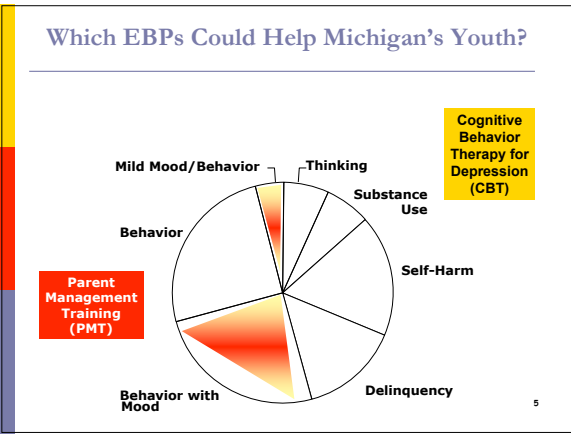 Which EBPs Could Help Michigan's Youth?
Cognitive
Behavior
Therapy for
Depression
(CBT)
Mild Mood/Behavior
Thinking
Substance
Use
Behavior
Self-Harm
Parent
Management
Training
(PMT)
Behavior with
Mood
Delinquency
5